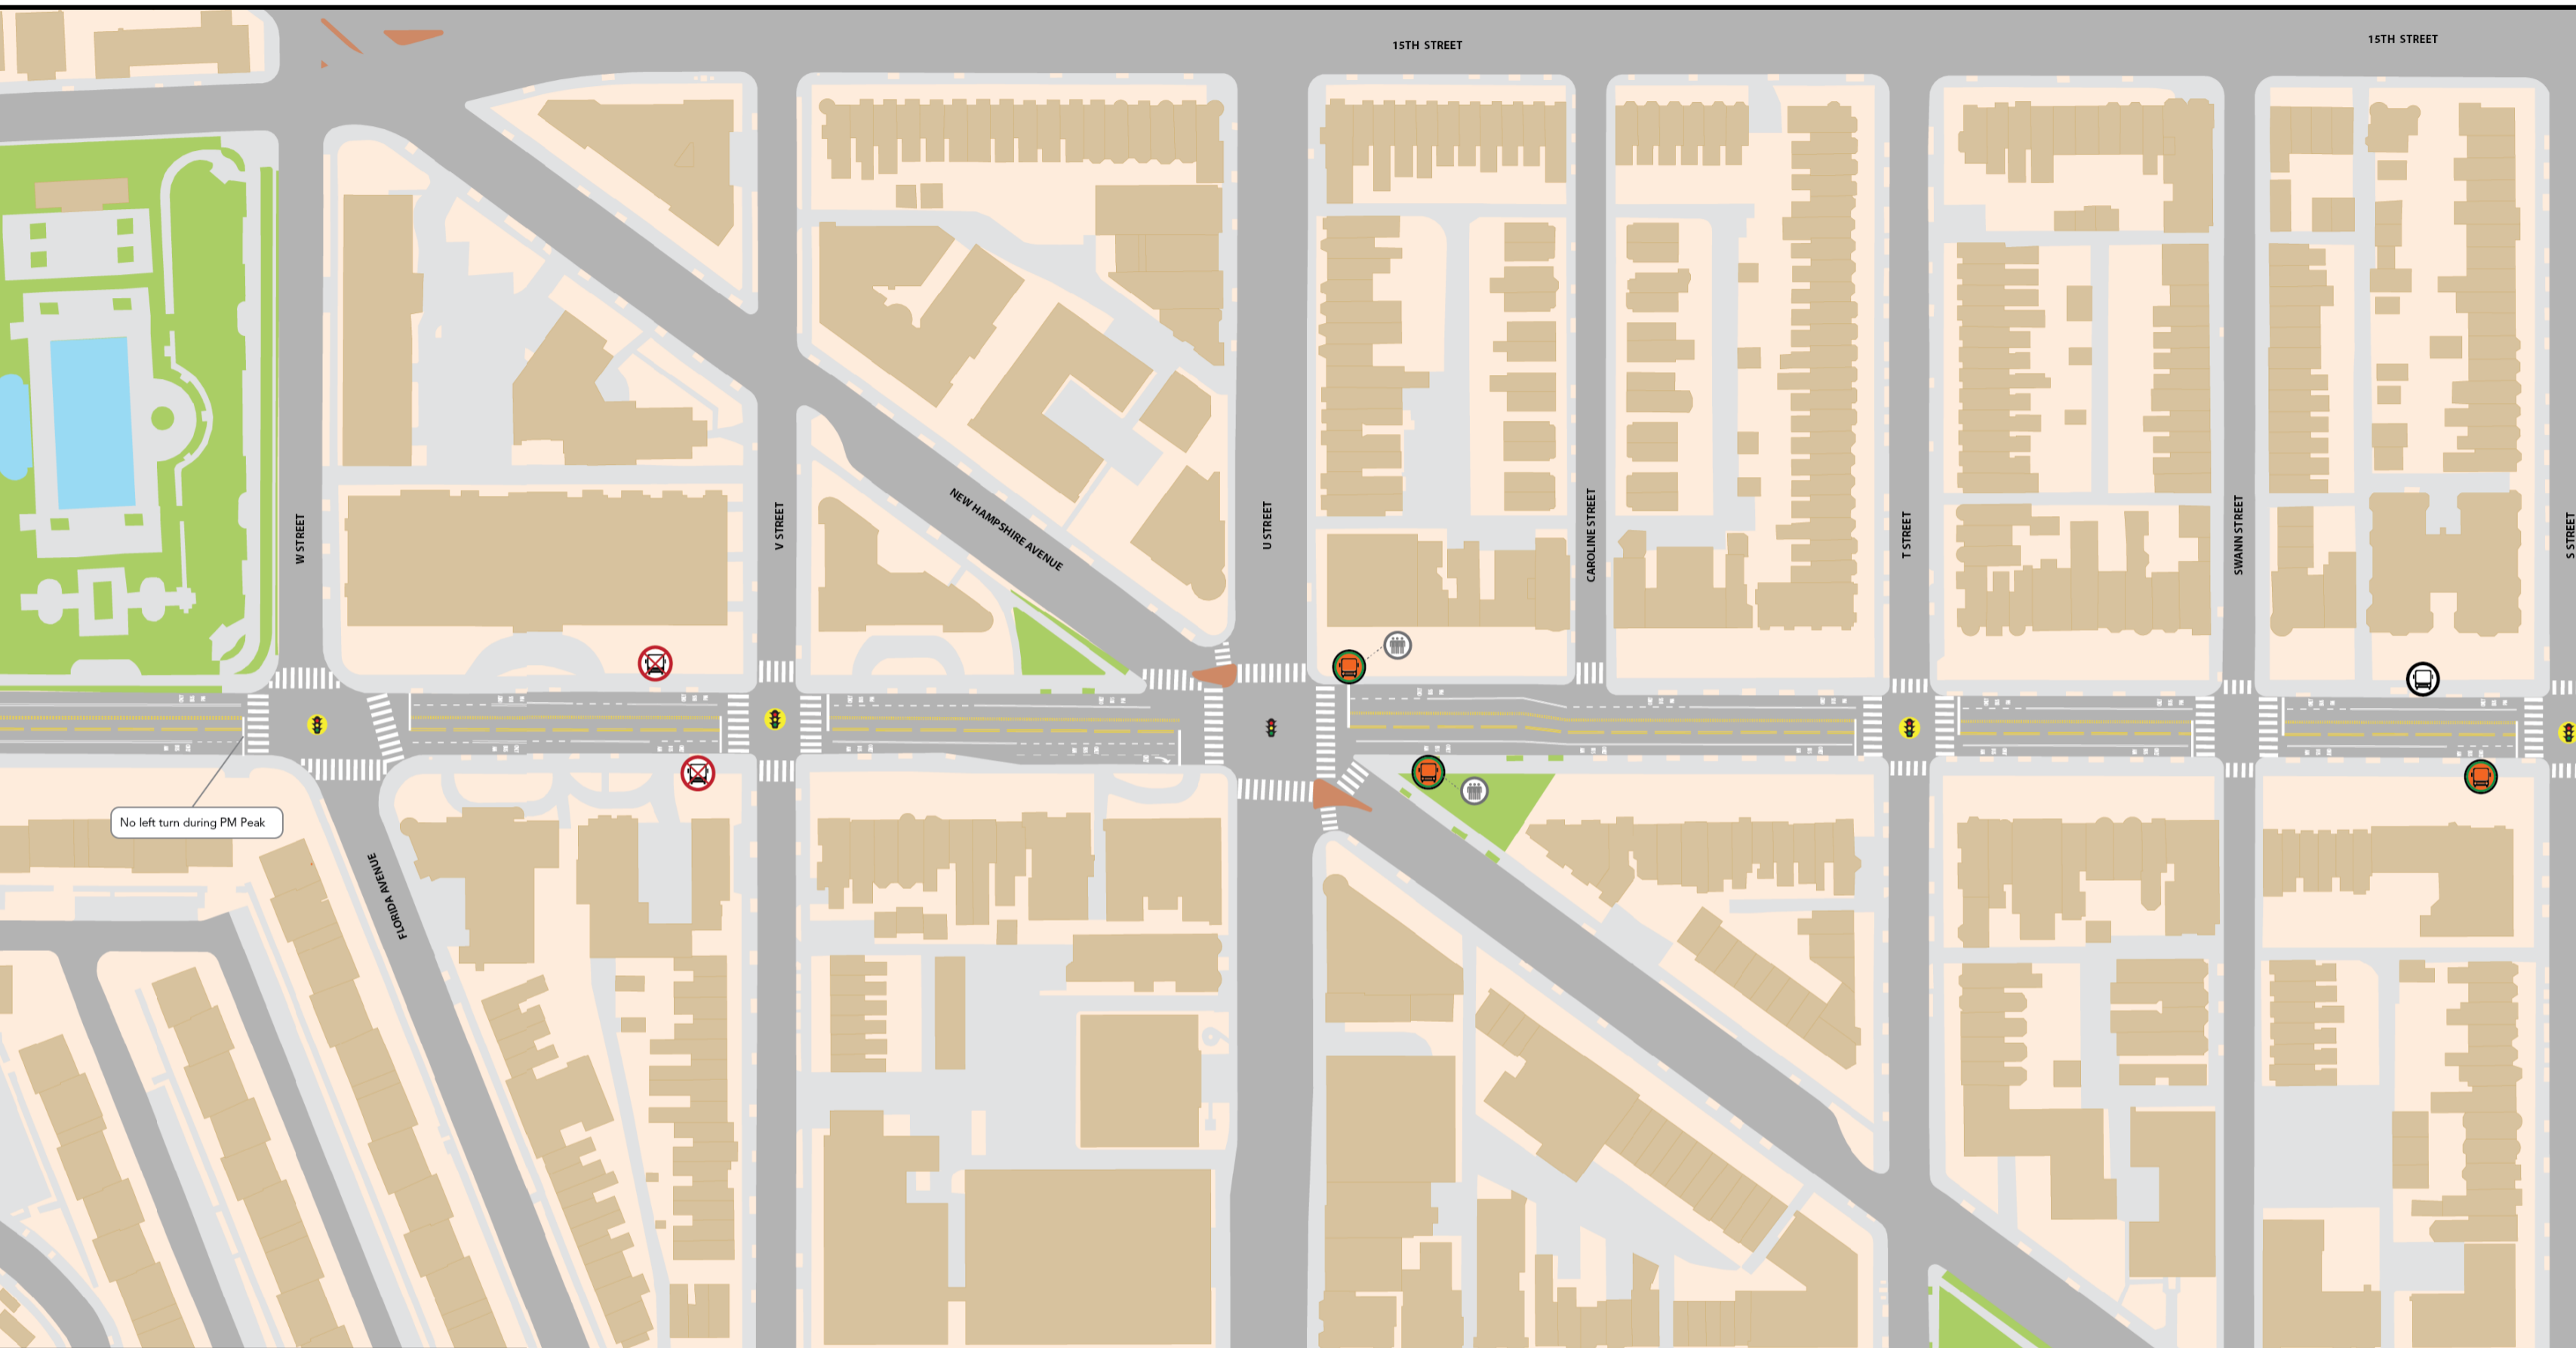 15TH STREET
15TH STREET
W STREET
V STREET
NEW HAMPSHIRE AVENUE
U STREET
CAROLINE STREET
T STREET
SWANN STREET
S STREET
No left turn during PM Peak
FLORIDA AVENUE